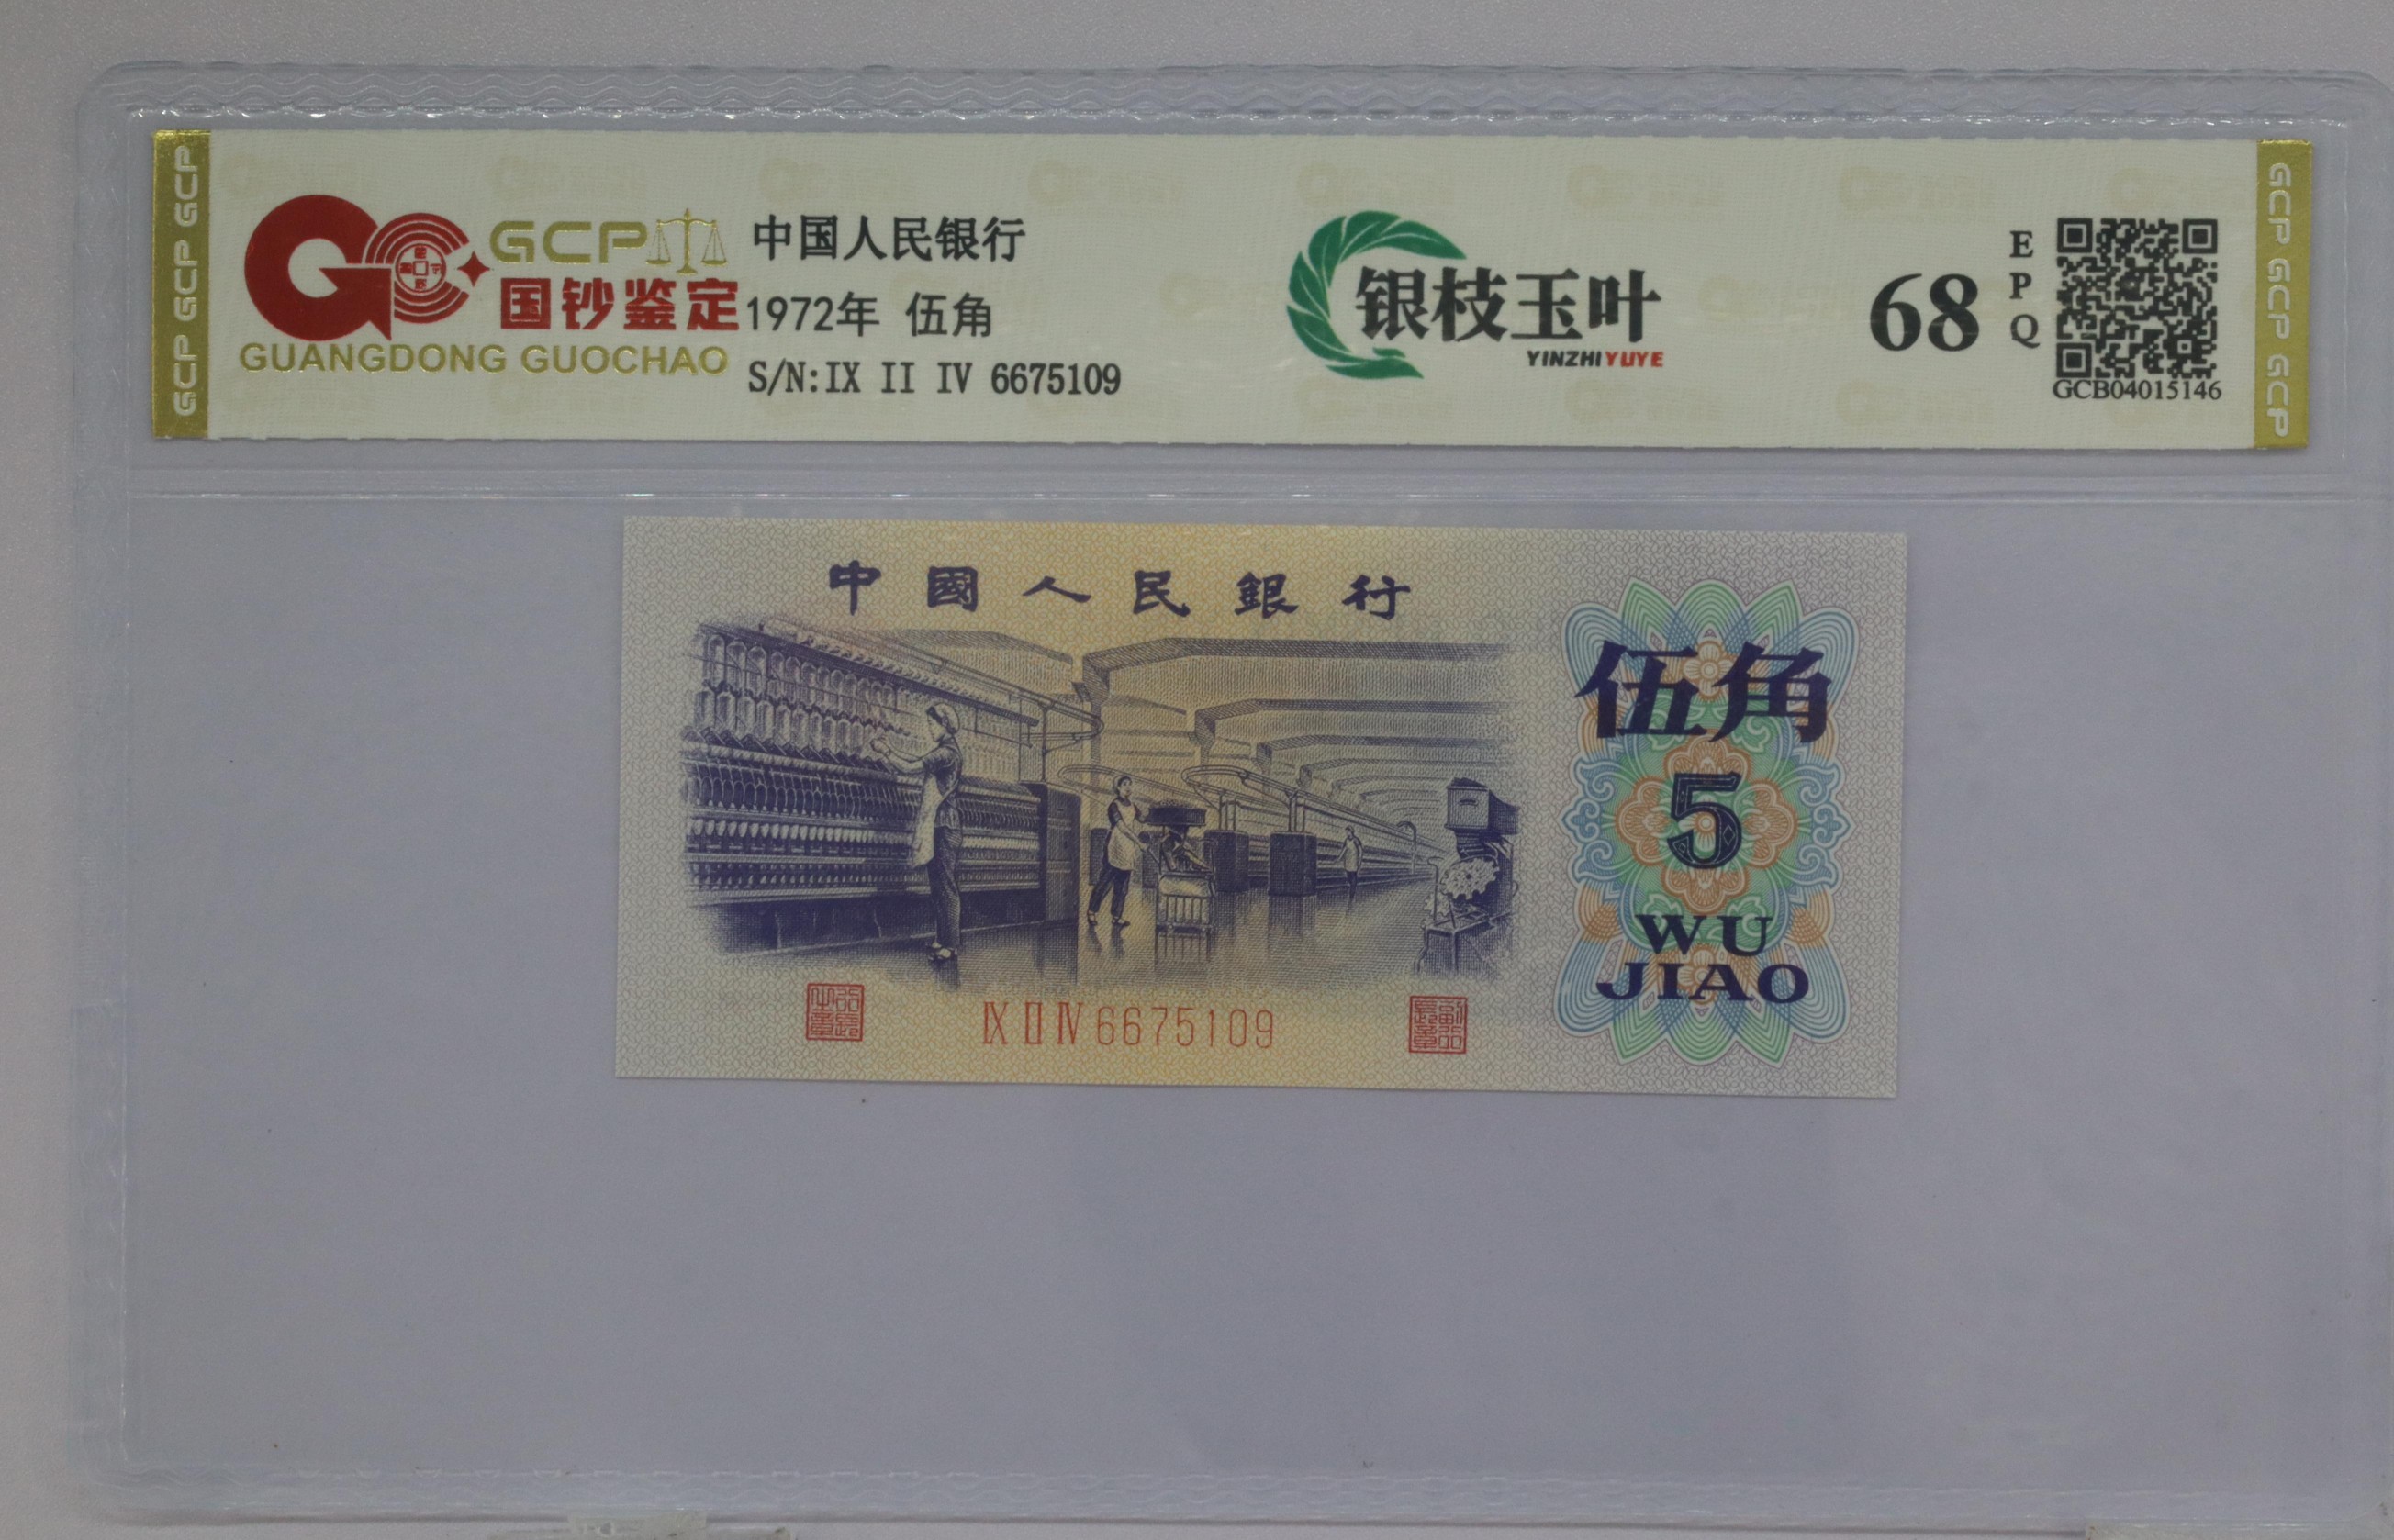 GCP GCP GCP
GCP
国钞鉴定
GUANGDONG GUOCHAO
中国人民银行
1972年 伍角
S/N:IX II IV 6675109
银枝玉叶
YINZHIYUYE
68
EPQ
GCB04015146
GCP GCP GCP
中國人民銀行
伍角
5
WU
JIAO
IX II IV 6675109